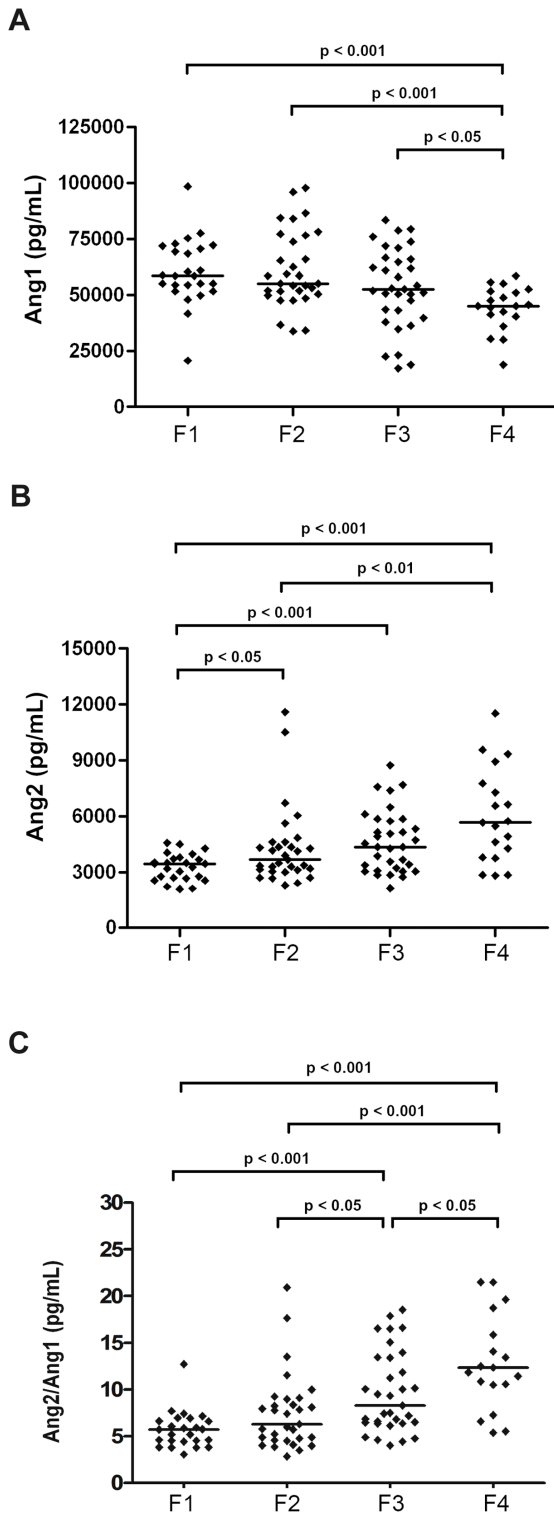 A
p < 0.001
p < 0.001
p < 0.05
125000
100000
75000
50000
25000
0
Ang1 (pg/mL)
F1 F2 F3 F4
B
p < 0.001
p < 0.01
p < 0.001
p < 0.05
15000
12000
9000
6000
3000
0
Ang2 (pg/mL)
F1 F2 F3 F4
C
p < 0.001
p < 0.001
p < 0.001
p < 0.05 p < 0.05
30
25
20
15
10
5
0
Ang2/Ang1 (pg/mL)
F1 F2 F3 F4